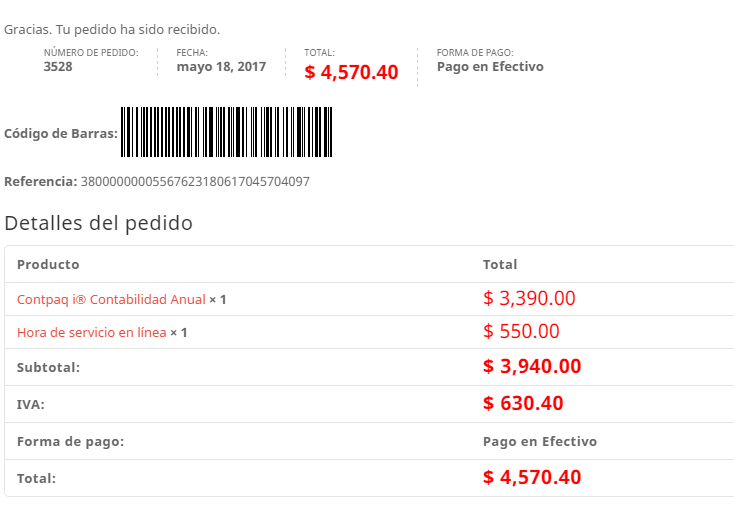 Gracias. Tu pedido ha sido recibido.
NÚMERO DE PEDIDO: FECHA: TOTAL: FORMA DE PAGO:
3528 mayo 18, 2017 $ 4,570.40 Pago en Efectivo
Código de Barras:
Referencia: 38000000005567623180617045704097
Detalles del pedido
Producto Total
Contpaq i® Contabilidad Anual × 1 $ 3,390.00
Hora de servicio en línea × 1 $ 550.00
Subtotal: $ 3,940.00
IVA: $ 630.40
Forma de pago: Pago en Efectivo
Total: $ 4,570.40